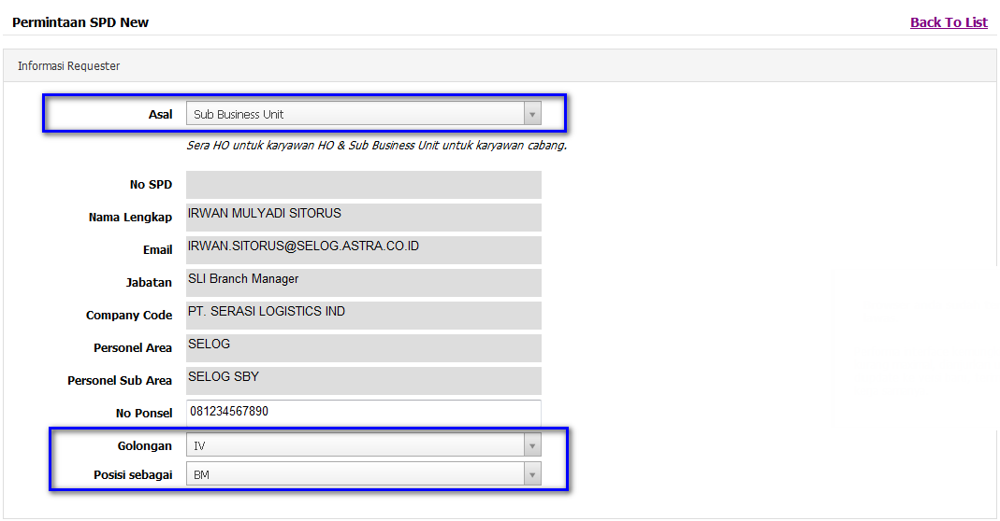 Permintaan SPD New Back To List
Informasi Requester
Asal Sub Business Unit
Sera HO untuk karyawan HO & Sub Business Unit untuk karyawan cabang.
No SPD
Nama Lengkap IRWAN MULYADI SITORUS
Email IRWAN.SITORUS@SELOG.ASTRA.CO.ID
Jabatan SLI Branch Manager
Company Code PT. SERASI LOGISTICS IND
Personel Area SELOG
Personel Sub Area SELOG SBY
No Ponsel 081234567890
Golongan IV
Posisi sebagai BM